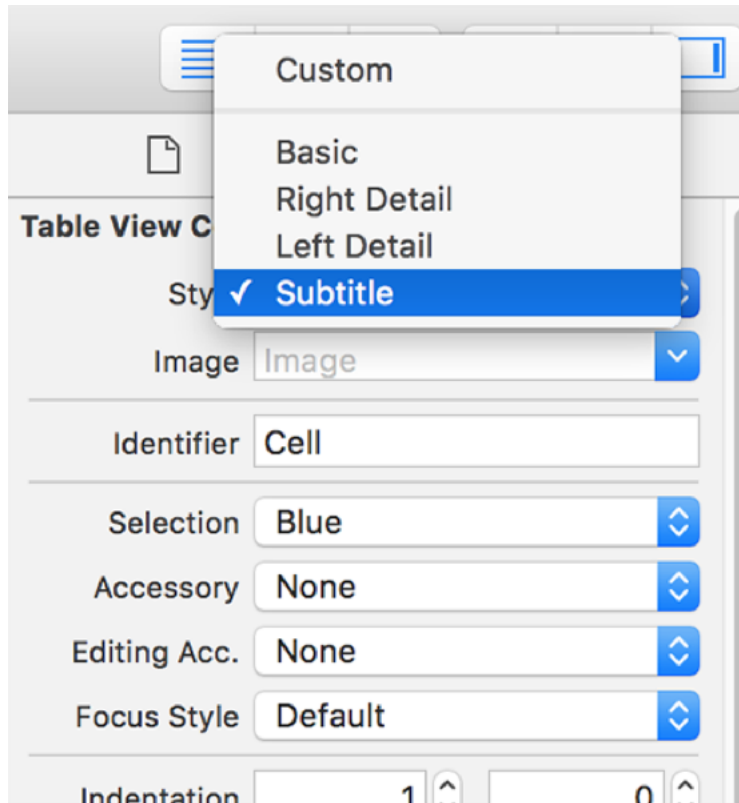 Custom
Basic
Right Detail
Left Detail
Table View C
Sty ✓ Subtitle
Image Image
Identifier Cell
Selection Blue
Accessory None
Editing Acc. None
Focus Style Default
Indentation 1 0